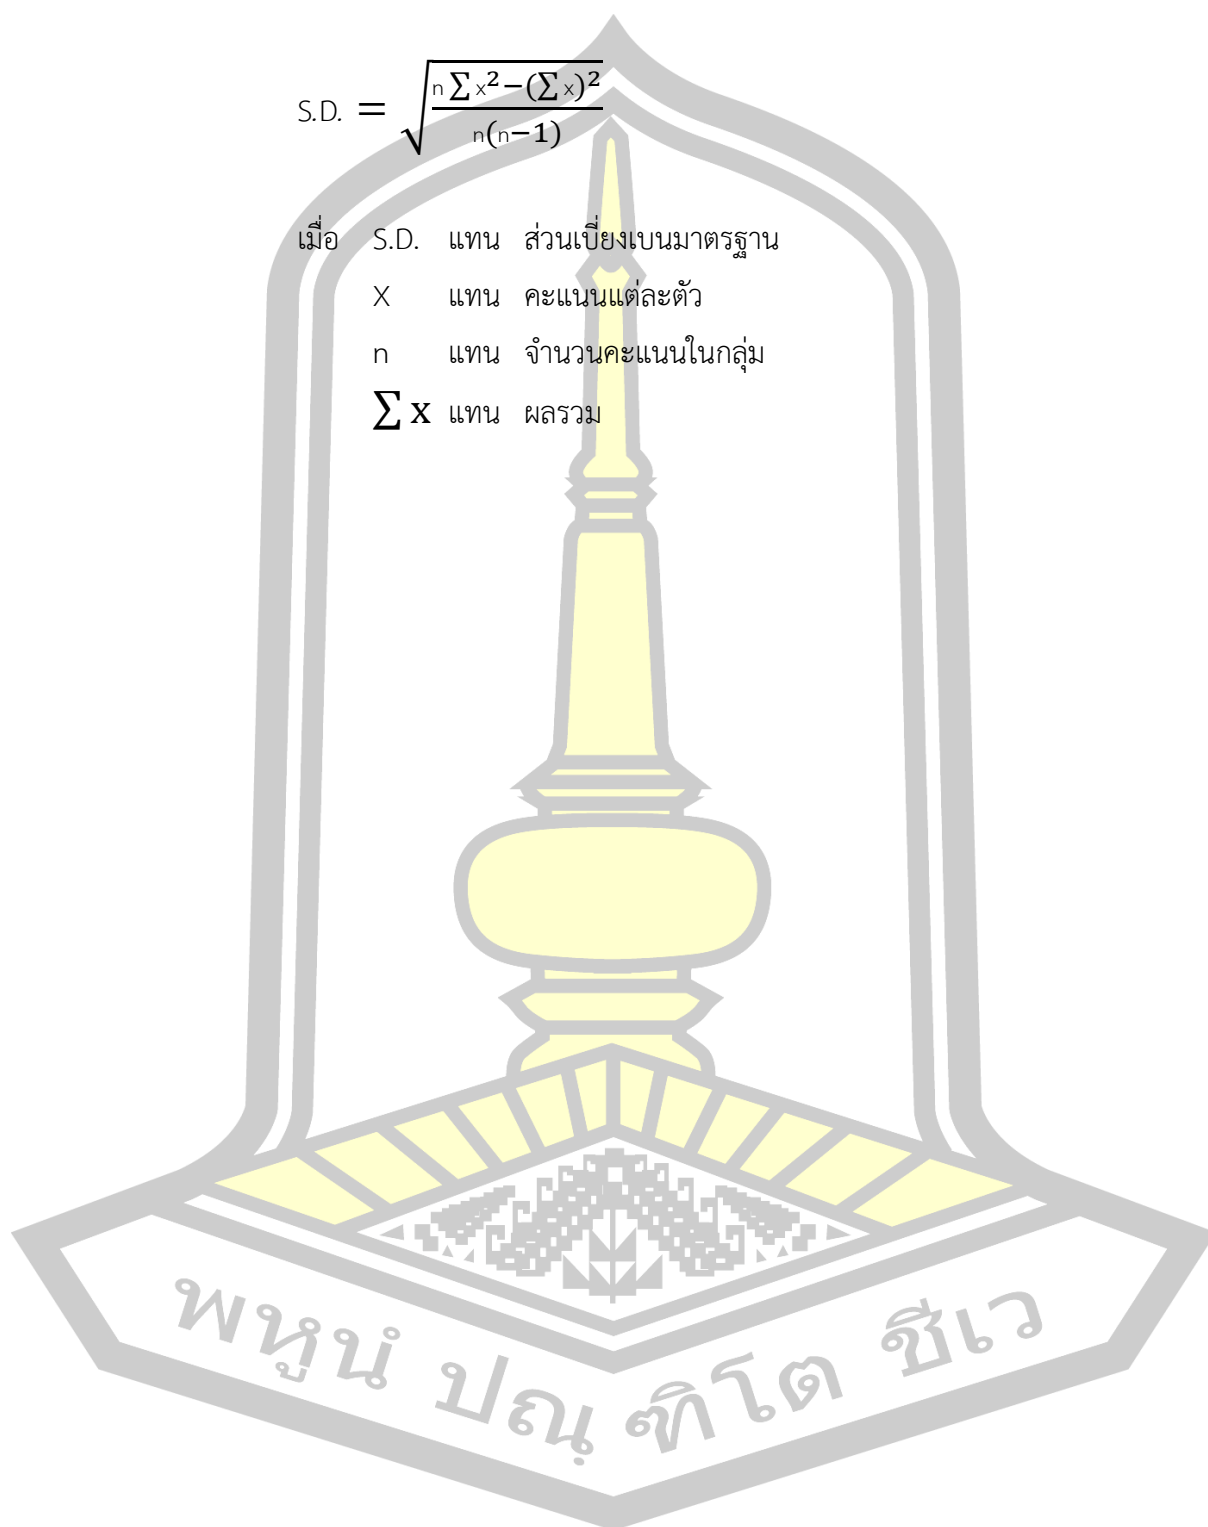 S.D. = √(n∑x²−(∑x)²)/(n(n−1))
เมื่อ S.D. แทน ส่วนเบี่ยงเบนมาตรฐาน
X แทน คะแนนแต่ละตัว
n แทน จำนวนคะแนนในกลุ่ม
∑x แทน ผลรวม
พหูนํ ปณฺฑิโต ชีเว